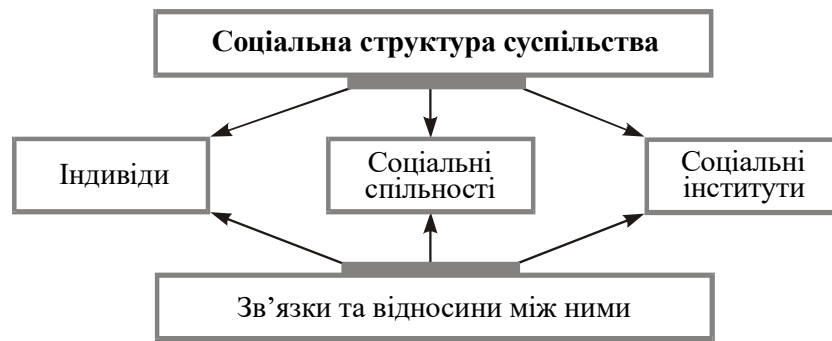 Соціальна структура суспільства
Індивіди
Соціальні
спільності
Соціальні
інститути
Зв’язки та відносини між ними